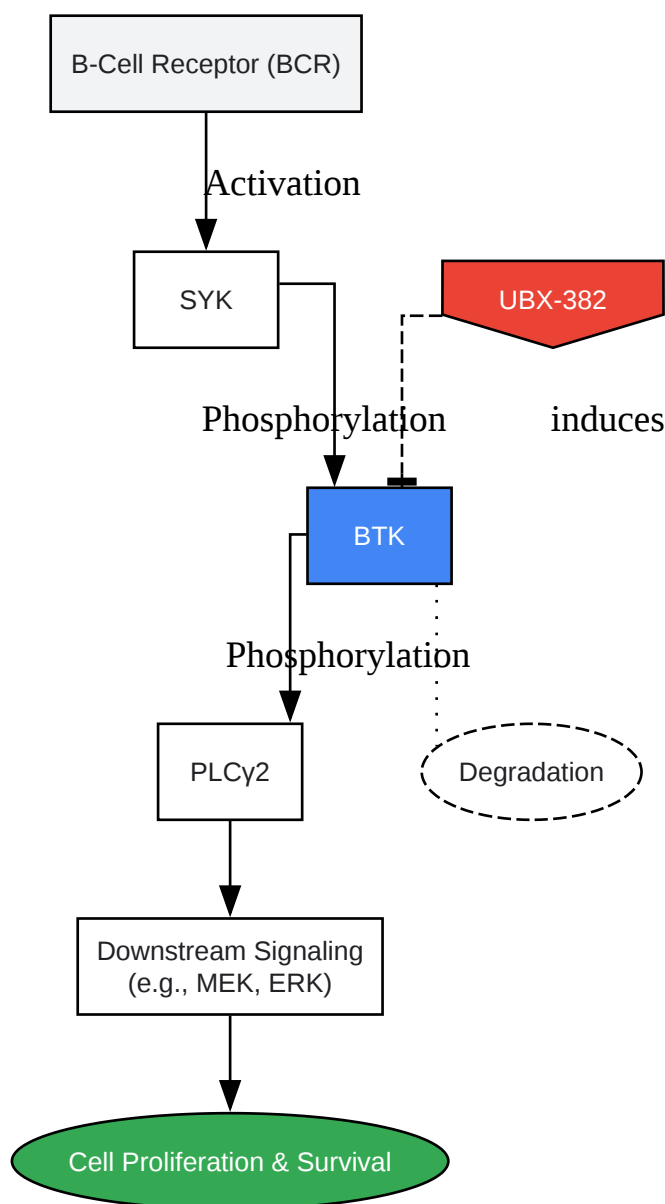 B-Cell Receptor (BCR)
Activation
SYK
UBX-382
Phosphorylation
induces
BTK
Phosphorylation
PLCγ2
Degradation
Downstream Signaling
(e.g., MEK, ERK)
Cell Proliferation & Survival